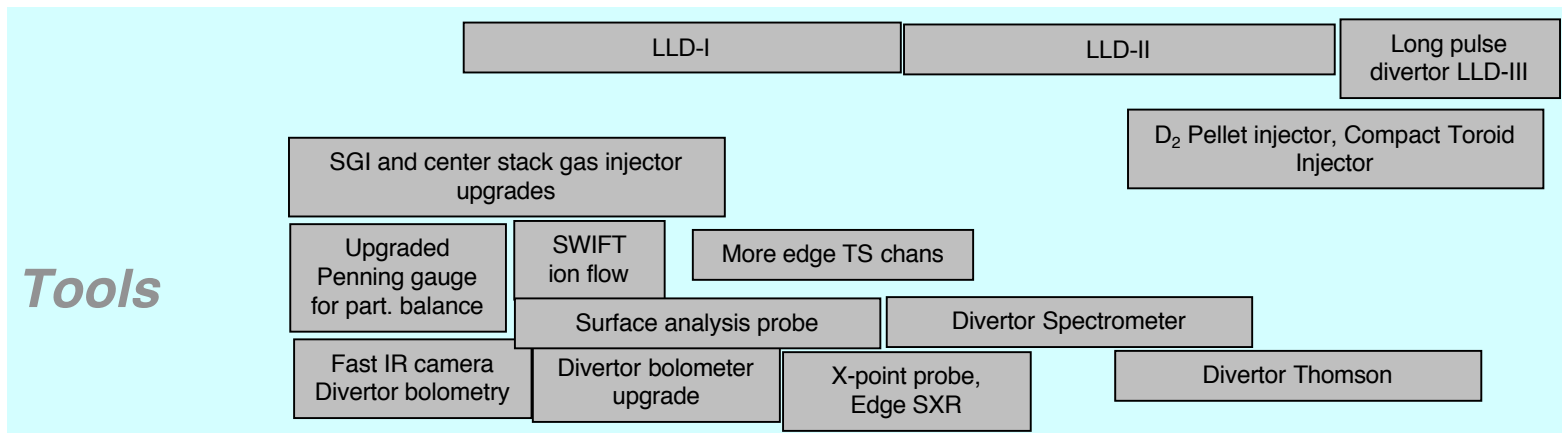 LLD-I
LLD-II
Long pulse
divertor LLD-III
D₂ Pellet injector, Compact Toroid
Injector
SGI and center stack gas injector
upgrades
Upgraded
Penning gauge
for part. balance
SWIFT
ion flow
More edge TS chans
Tools
Surface analysis probe
Divertor Spectrometer
Fast IR camera
Divertor bolometry
Divertor bolometer
upgrade
X-point probe,
Edge SXR
Divertor Thomson